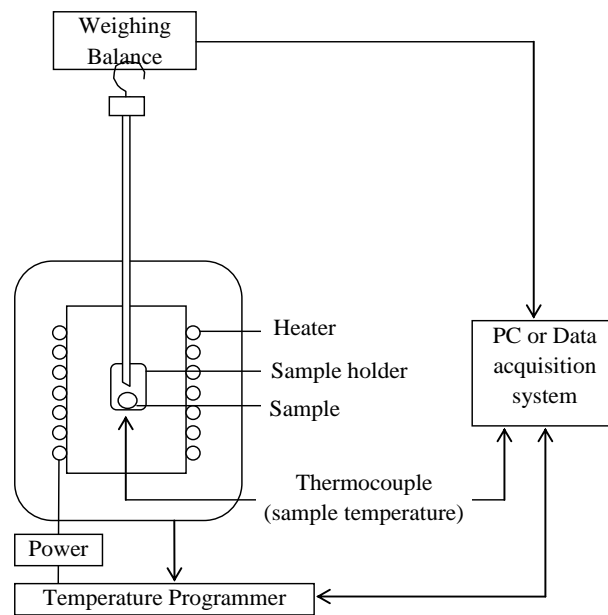 Weighing
Balance
Heater
Sample holder
Sample
PC or Data
acquisition
system
Thermocouple
(sample temperature)
Power
Temperature Programmer